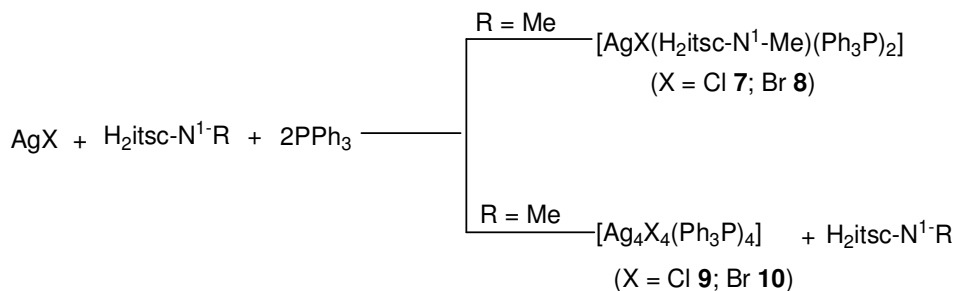 R = Me
[AgX(H₂itsc-N¹-Me)(Ph₃P)₂]
(X = Cl 7; Br 8)
AgX + H₂itsc-N¹⁻R + 2PPh₃
R = Me
[Ag₄X₄(Ph₃P)₄] + H₂itsc-N¹⁻R
(X = Cl 9; Br 10)